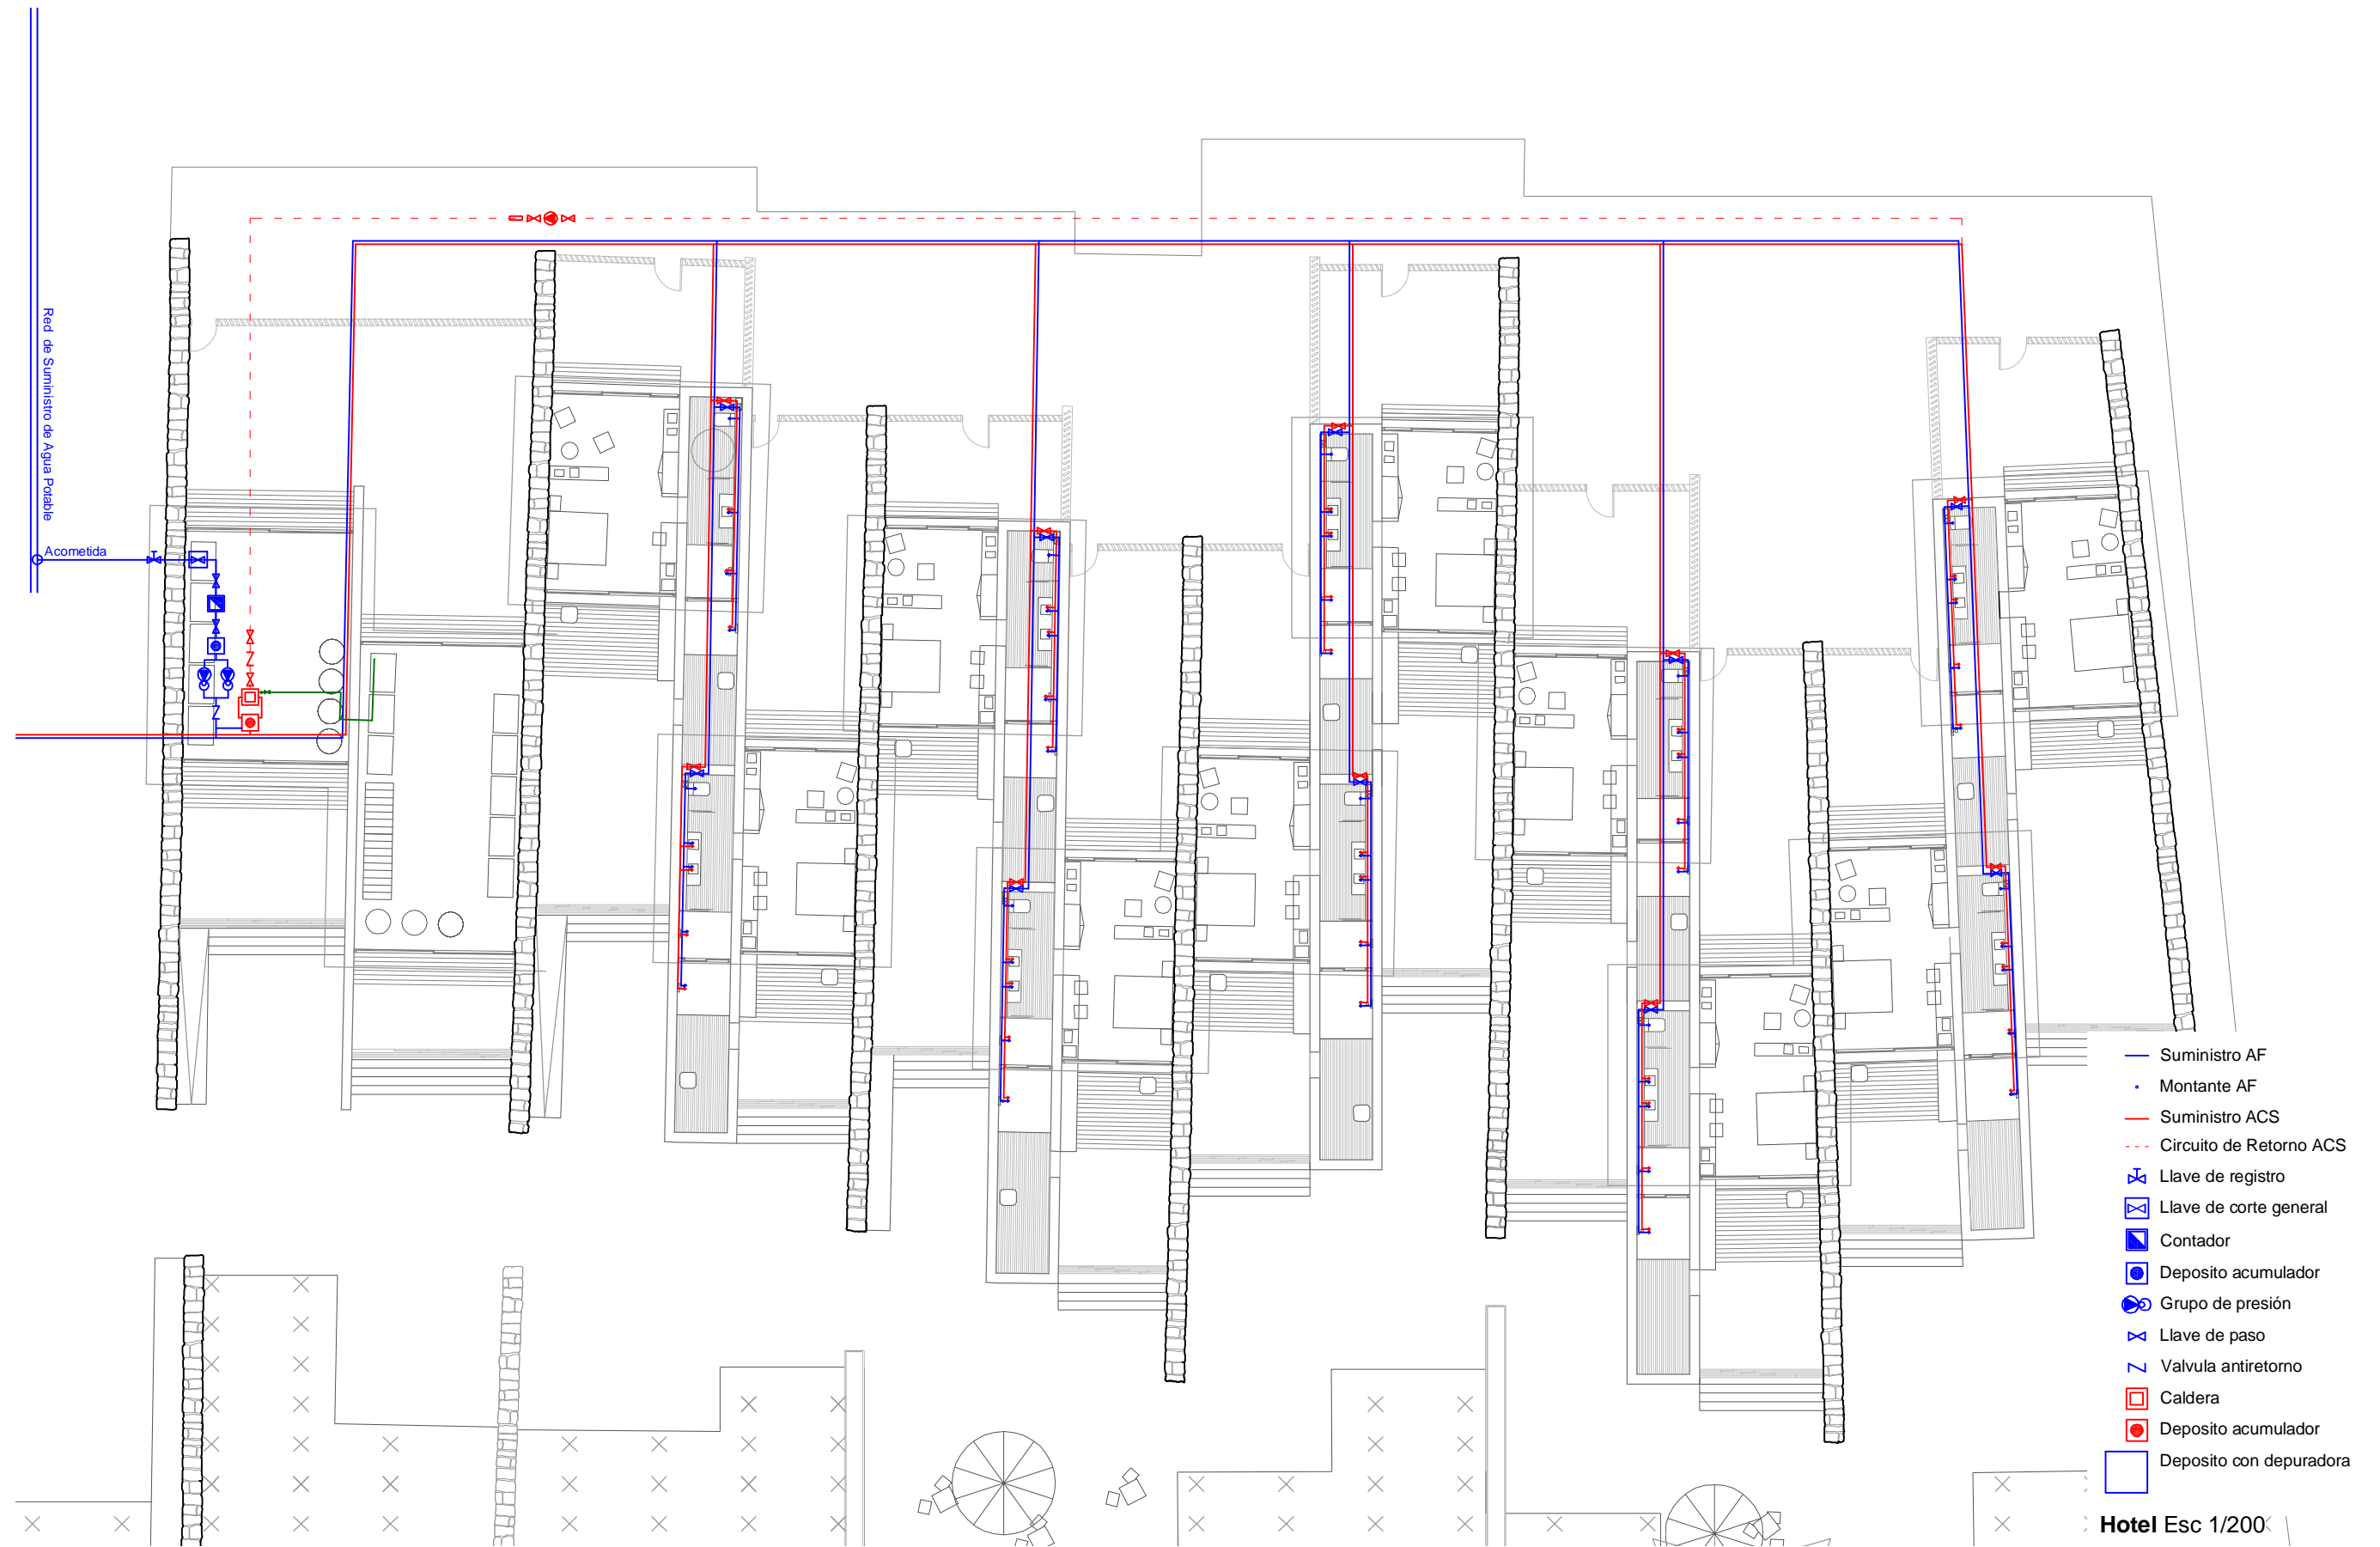 Red de Suministro de Agua Potable
Acometida
Suministro AF
Montante AF
Suministro ACS
Circuito de Retorno ACS
Llave de registro
Llave de corte general
Contador
Deposito acumulador
Grupo de presión
Llave de paso
Valvula antiretorno
Caldera
Deposito acumulador
Deposito con depuradora
Hotel Esc 1/200